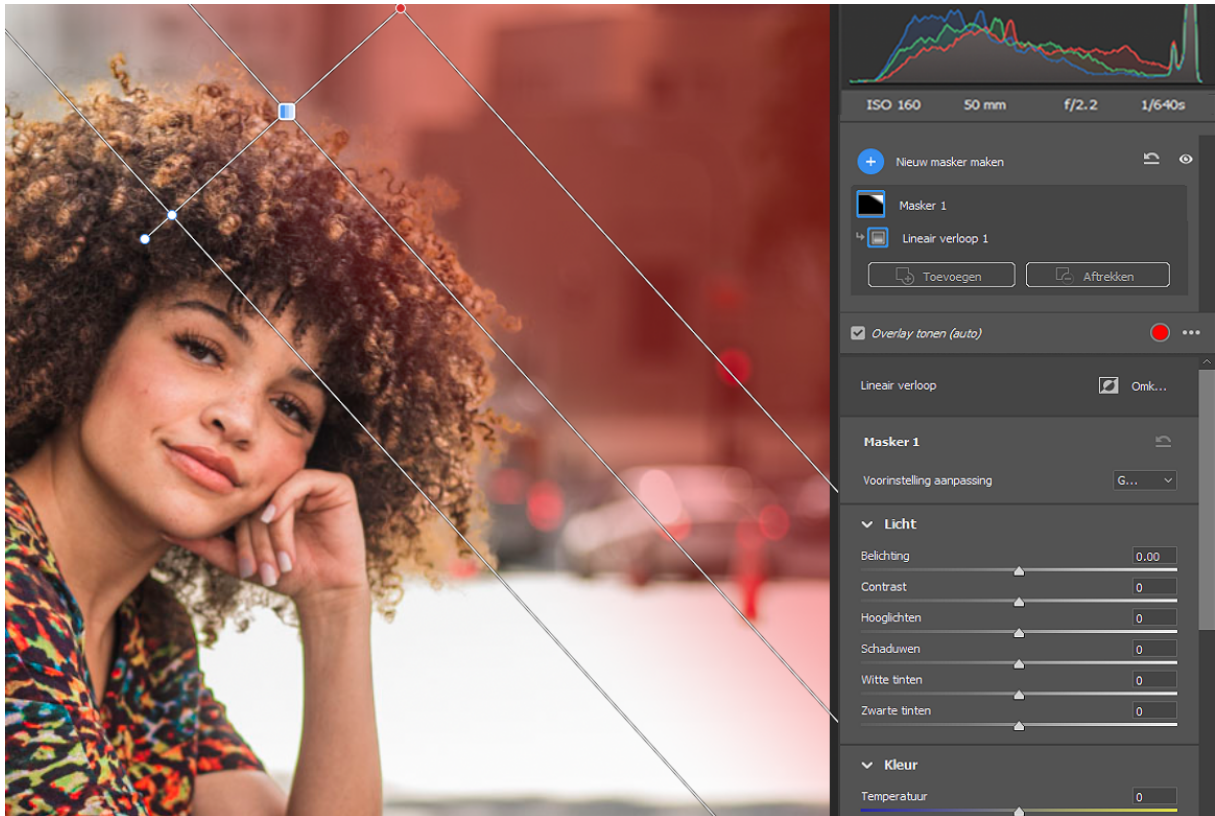 ISO 160 50 mm f/2.2 1/640s
Nieuw masker maken
Masker 1
Lineair verloop 1
Toevoegen Aftrekken
Overlay tonen (auto)
Lineair verloop Omk...
Masker 1
Voorinstelling aanpassing G...
Licht
Belichting 0.00
Contrast 0
Hooglichten 0
Schaduwen 0
Witte tinten 0
Zwarte tinten 0
Kleur
Temperatuur 0